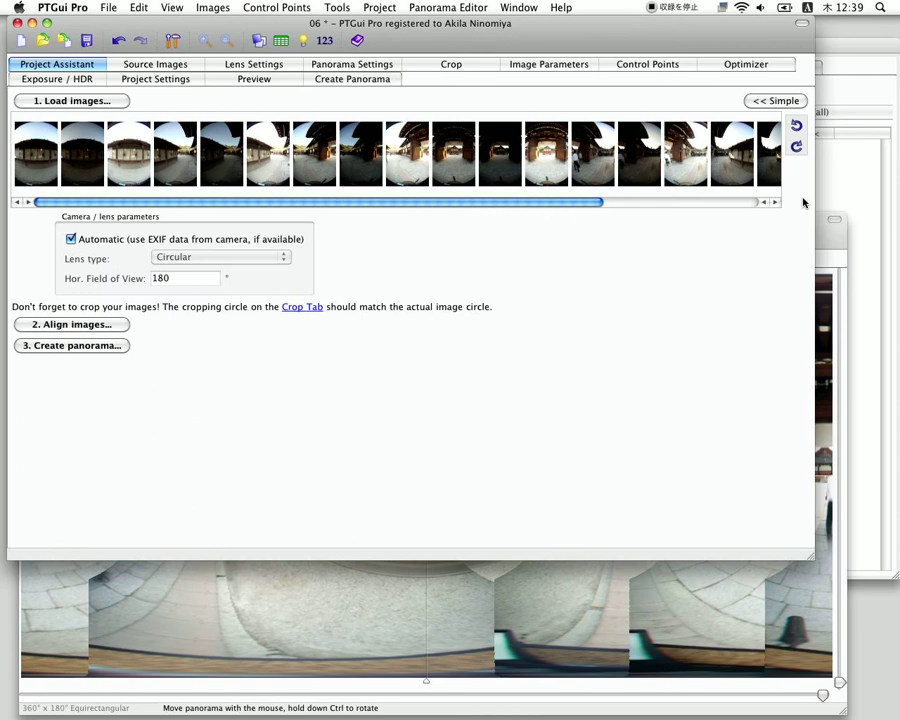 PTGui Pro File Edit View Images Control Points Tools Project Panorama Editor Window Help 収録を停止 A 木 12:39
06 * - PTGui Pro registered to Akila Ninomiya
123
Project Assistant Source Images Lens Settings Panorama Settings Crop Image Parameters Control Points Optimizer
Exposure / HDR Project Settings Preview Create Panorama
1. Load images... << Simple
all)
<
Camera / lens parameters
Automatic (use EXIF data from camera, if available)
Lens type: Circular
Hor. Field of View: 180 °
Don't forget to crop your images! The cropping circle on the Crop Tab should match the actual image circle.
2. Align images...
3. Create panorama...
360° x 180° Equirectangular Move panorama with the mouse, hold down Ctrl to rotate